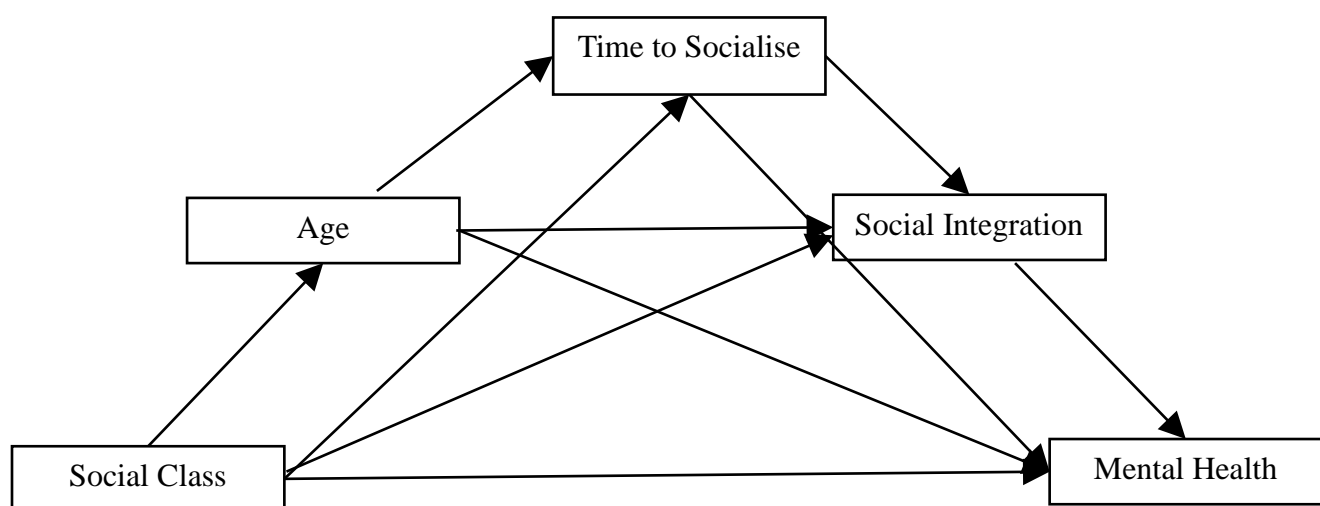 Time to Socialise
Age
Social Integration
Social Class
Mental Health